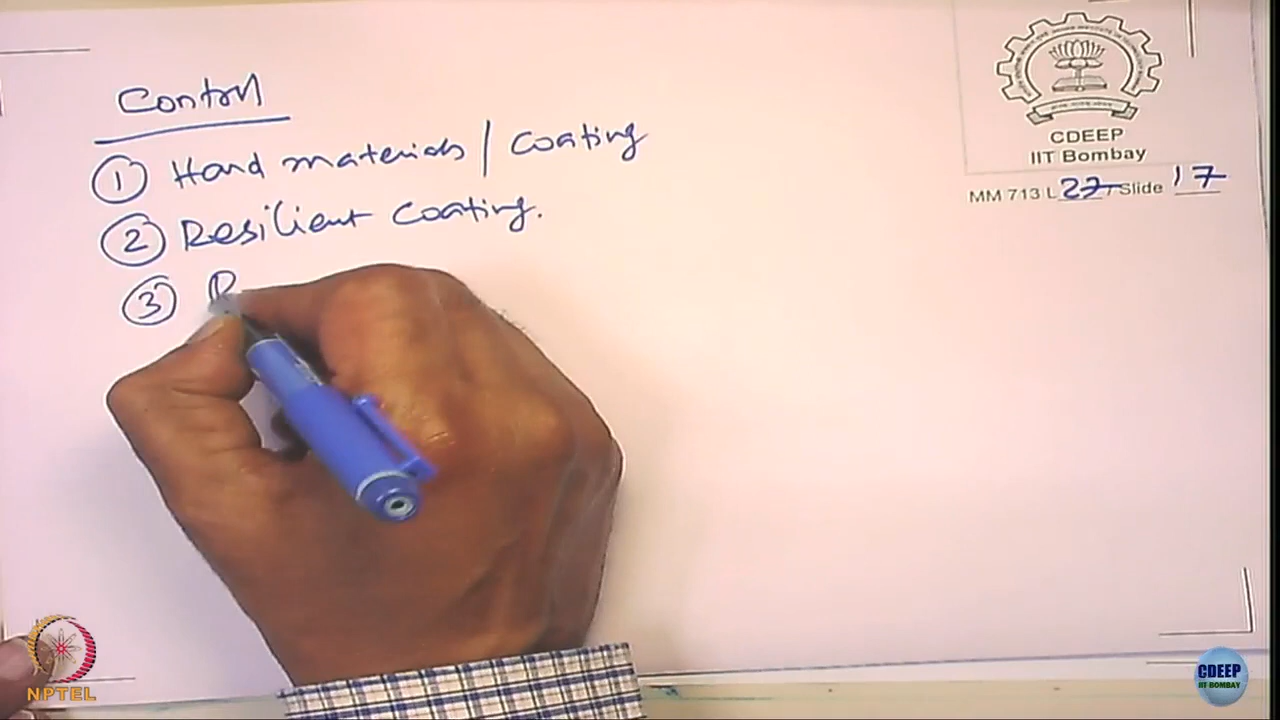 Control
① Hard materials / coating
② Resilient coating.
③ R
CDEEP
IIT Bombay
MM 713 L 27 / Slide 17
NPTEL
CDEEP
IIT BOMBAY